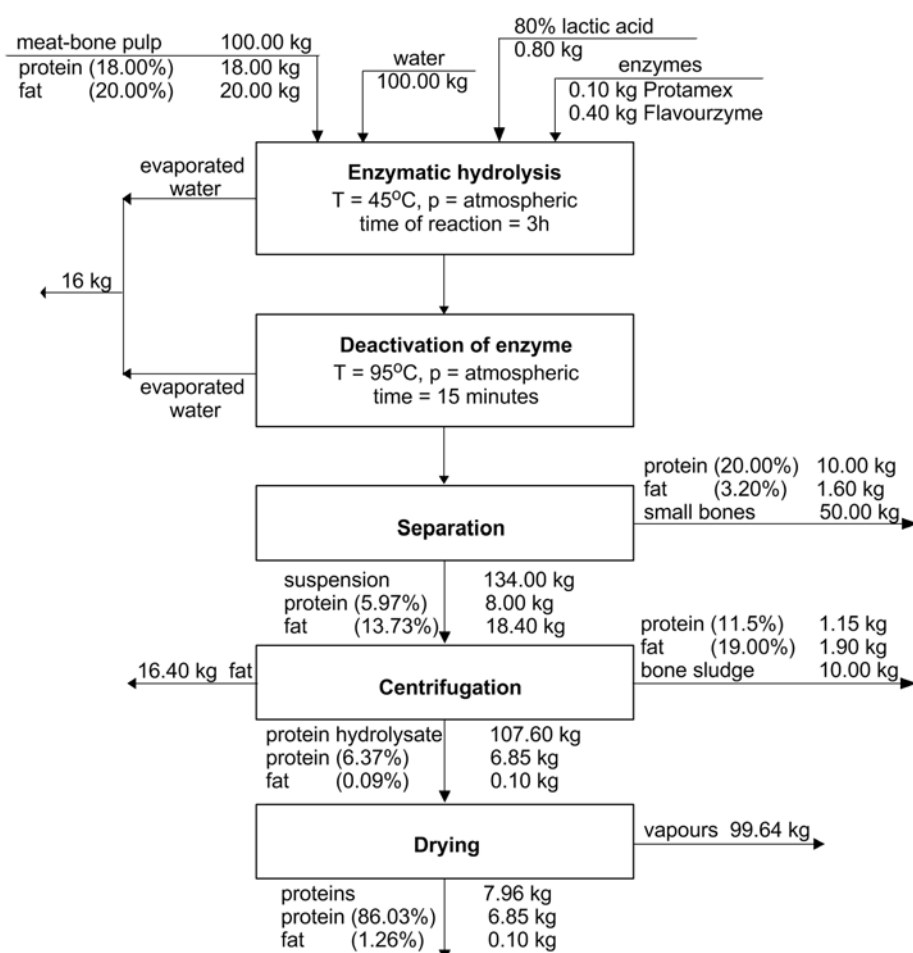 meat-bone pulp 100.00 kg
protein (18.00%) 18.00 kg
fat (20.00%) 20.00 kg
water
100.00 kg
80% lactic acid
0.80 kg
enzymes
0.10 kg Protamex
0.40 kg Flavourzyme
Enzymatic hydrolysis
T = 45°C, p = atmospheric
time of reaction = 3h
evaporated
water
16 kg
Deactivation of enzyme
T = 95°C, p = atmospheric
time = 15 minutes
evaporated
water
Separation
protein (20.00%) 10.00 kg
fat (3.20%) 1.60 kg
small bones 50.00 kg
suspension 134.00 kg
protein (5.97%) 8.00 kg
fat (13.73%) 18.40 kg
Centrifugation
16.40 kg fat
protein (11.5%) 1.15 kg
fat (19.00%) 1.90 kg
bone sludge 10.00 kg
protein hydrolysate 107.60 kg
protein (6.37%) 6.85 kg
fat (0.09%) 0.10 kg
Drying
vapours 99.64 kg
proteins 7.96 kg
protein (86.03%) 6.85 kg
fat (1.26%) 0.10 kg